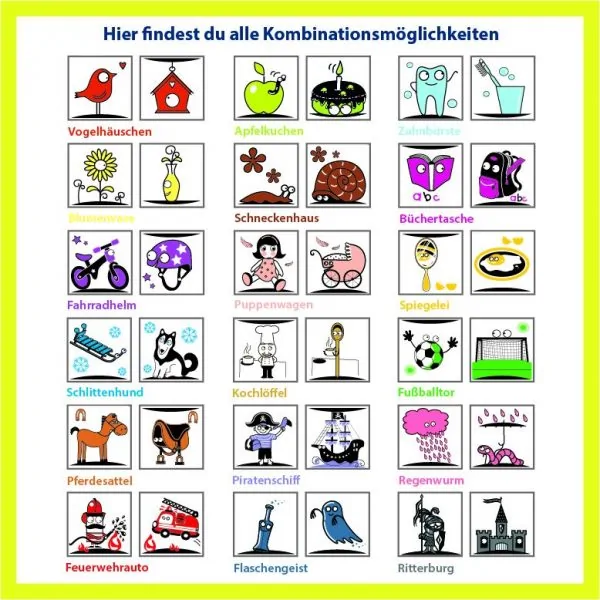 Hier findest du alle Kombinationsmöglichkeiten
Vogelhäuschen
Apfelkuchen
Zahnbürste
Blumenvase
Schneckenhaus
abc
abc
Büchertasche
Fahrradhelm
Puppenwagen
Spiegelei
Schlittenhund
Kochlöffel
Fußballtor
Pferdesattel
Piratenschiff
Regenwurm
Feuerwehrauto
Flaschengeist
Ritterburg